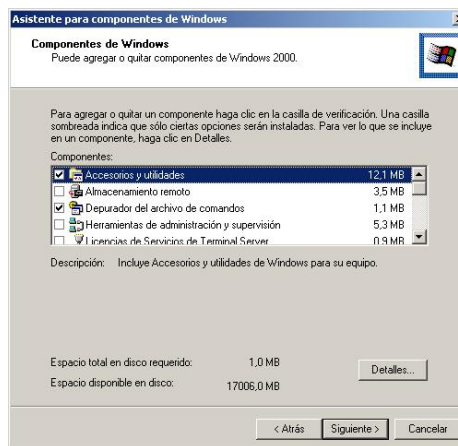 Asistente para componentes de Windows
Componentes de Windows
Puede agregar o quitar componentes de Windows 2000.
Para agregar o quitar un componente haga clic en la casilla de verificación. Una casilla
sombreada indica que sólo ciertas opciones serán instaladas. Para ver lo que se incluye
en un componente, haga clic en Detalles.
Componentes:
Accesorios y utilidades 12,1 MB
Almacenamiento remoto 3,5 MB
Depurador del archivo de comandos 1,1 MB
Herramientas de administración y supervisión 5,3 MB
Licencias de Servicios de Terminal Server 0,9 MB
Descripción: Incluye Accesorios y utilidades de Windows para su equipo.
Espacio total en disco requerido: 1,0 MB
Espacio disponible en disco: 17006,0 MB
Detalles...
< Atrás Siguiente > Cancelar